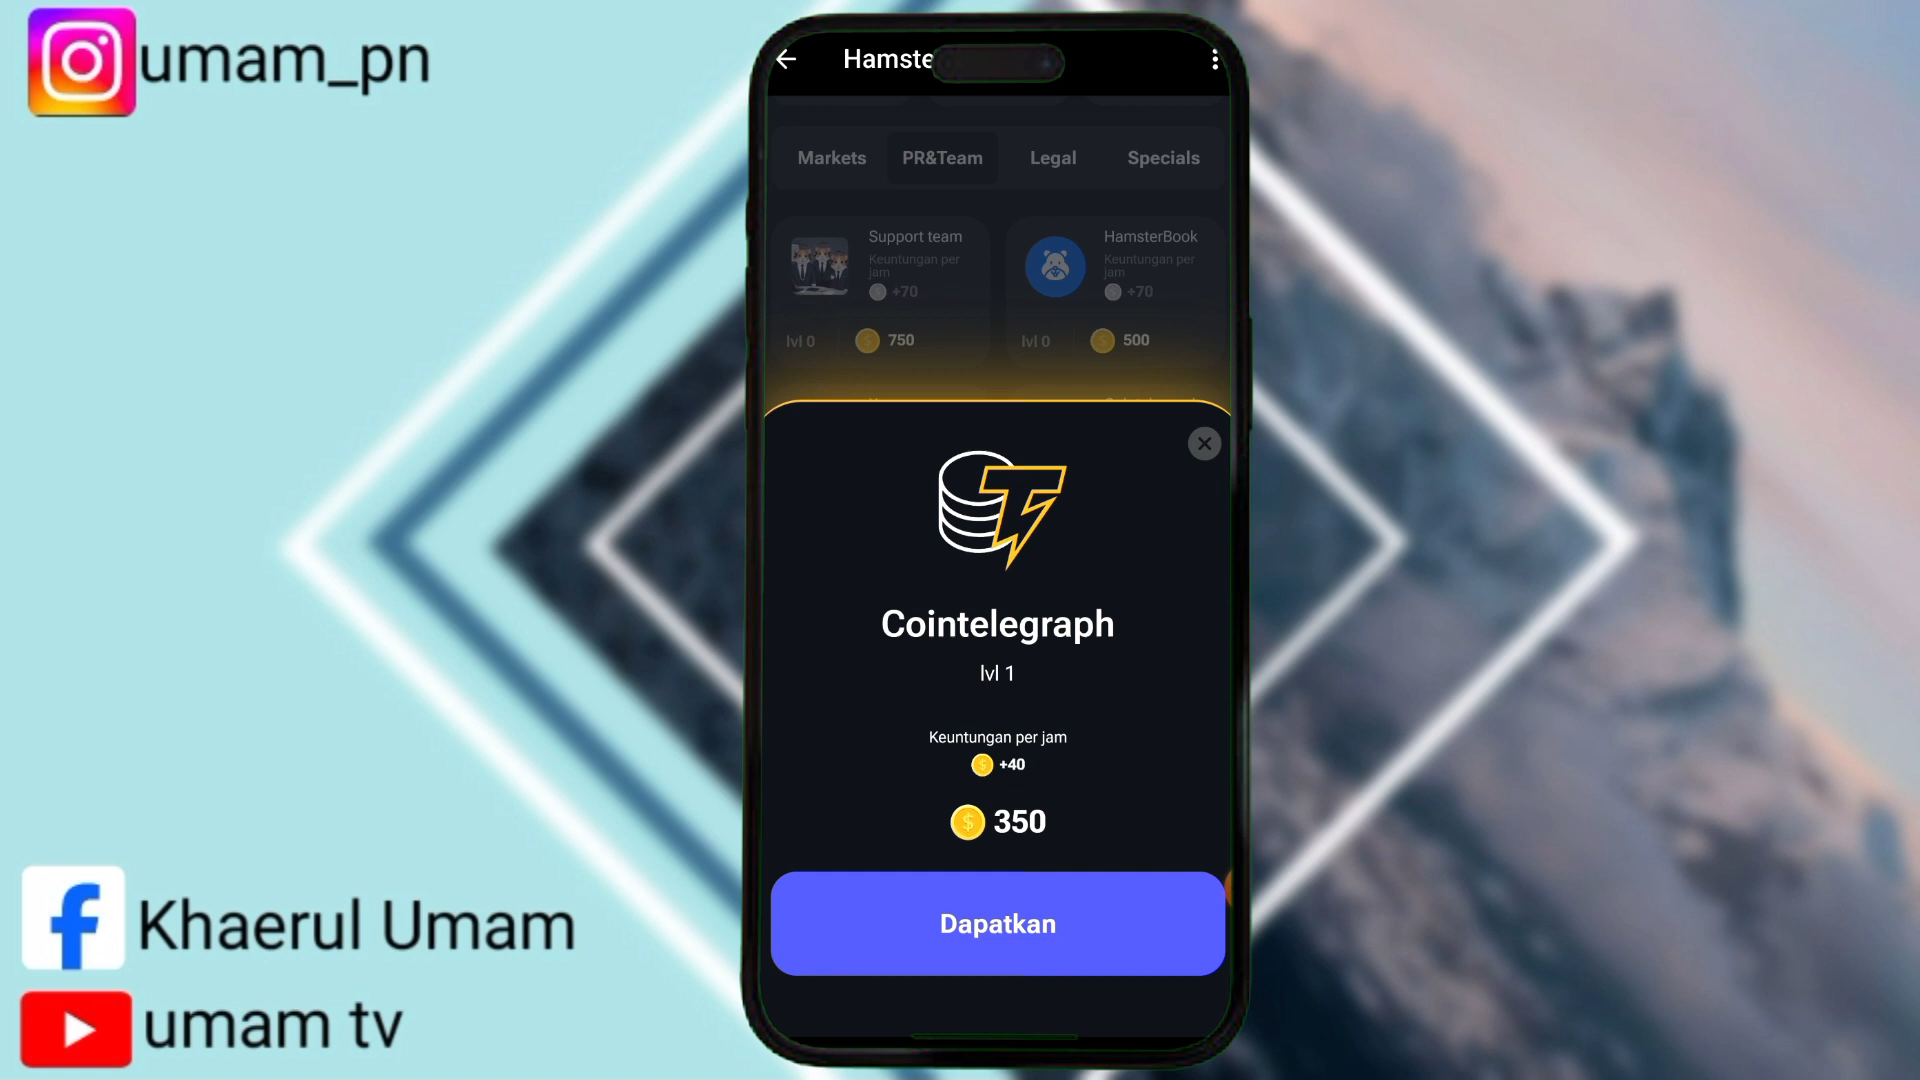 umam_pn
Hamste
Markets
PR&Team
Legal
Specials
Support team
Keuntungan per
jam
+70
lvl 0
750
HamsterBook
Keuntungan per
jam
+70
lvl 0
500
Cointelegraph
lvl 1
Keuntungan per jam
+40
350
Dapatkan
Khaerul Umam
umam tv